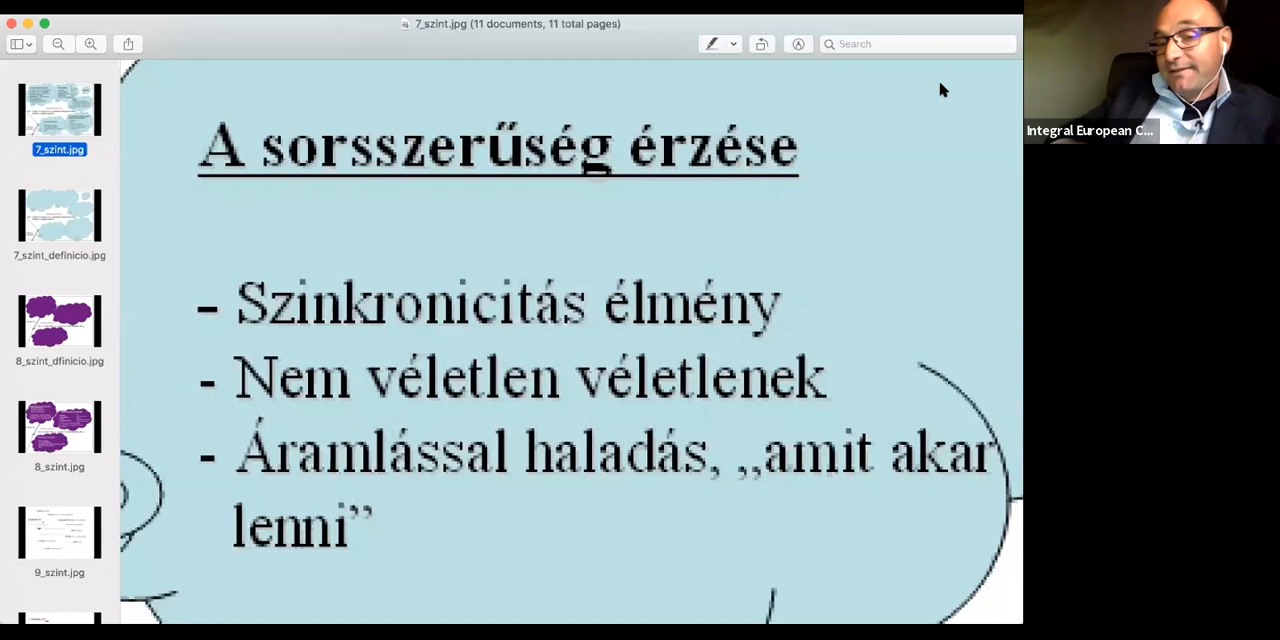 7_szint.jpg (11 documents, 11 total pages)
Search
Integral European C...
7_szint.jpg
7_szint_definicio.jpg
8_szint_dfinicio.jpg
8_szint.jpg
9_szint.jpg
A sorsszerűség érzése
- Szinkronicitás élmény
- Nem véletlen véletlenek
- Áramlással haladás, „amit akar
lenni”